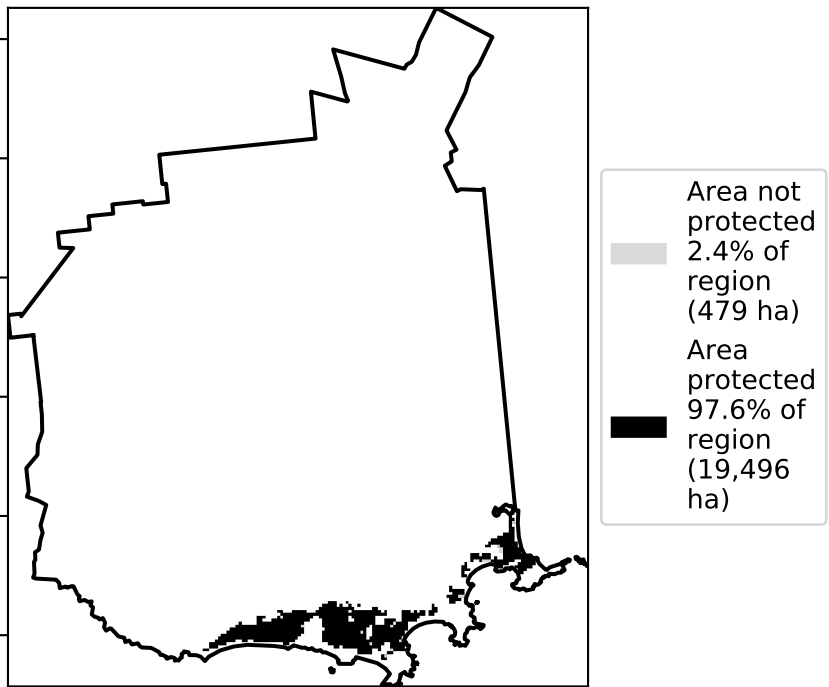 Area not
protected
2.4% of
region
(479 ha)
Area
protected
97.6% of
region
(19,496
ha)